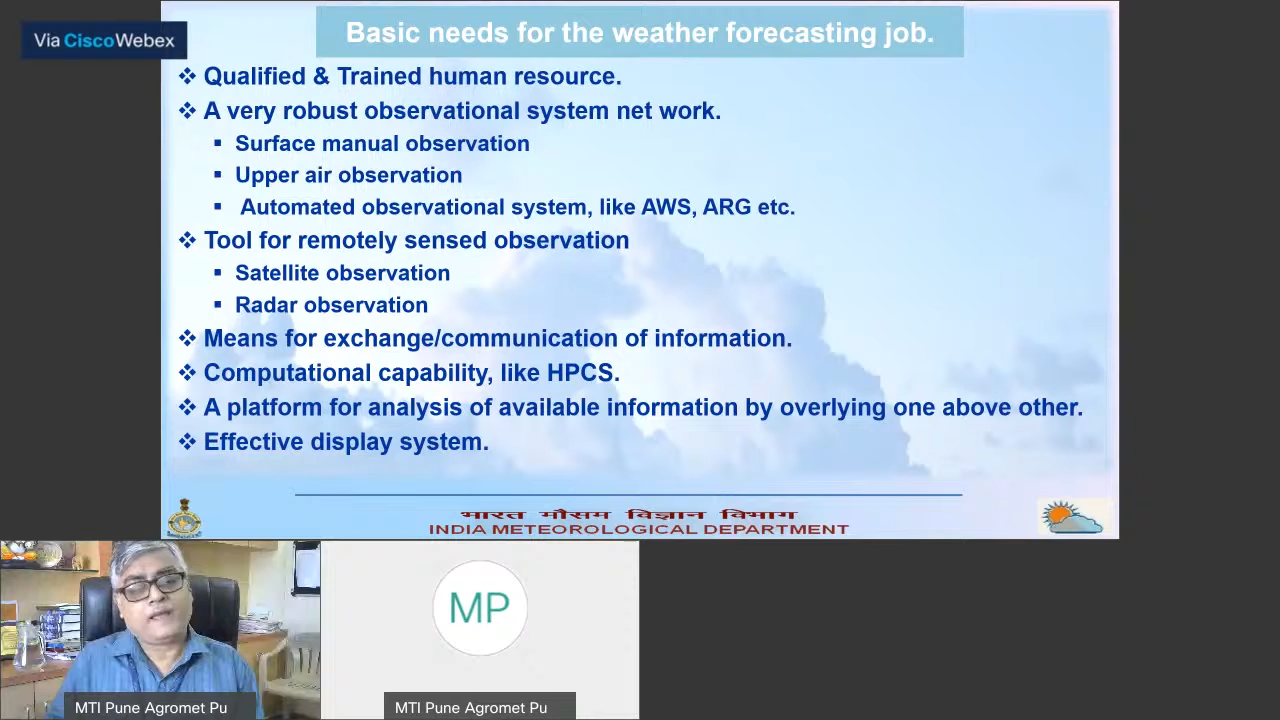 Via CiscoWebex
Basic needs for the weather forecasting job.
❖ Qualified & Trained human resource.
❖ A very robust observational system net work.
▪ Surface manual observation
▪ Upper air observation
▪ Automated observational system, like AWS, ARG etc.
❖ Tool for remotely sensed observation
▪ Satellite observation
▪ Radar observation
❖ Means for exchange/communication of information.
❖ Computational capability, like HPCS.
❖ A platform for analysis of available information by overlying one above other.
❖ Effective display system.
भारत मौसम विज्ञान विभाग
INDIA METEOROLOGICAL DEPARTMENT
MP
MTI Pune Agromet Pu
MTI Pune Agromet Pu